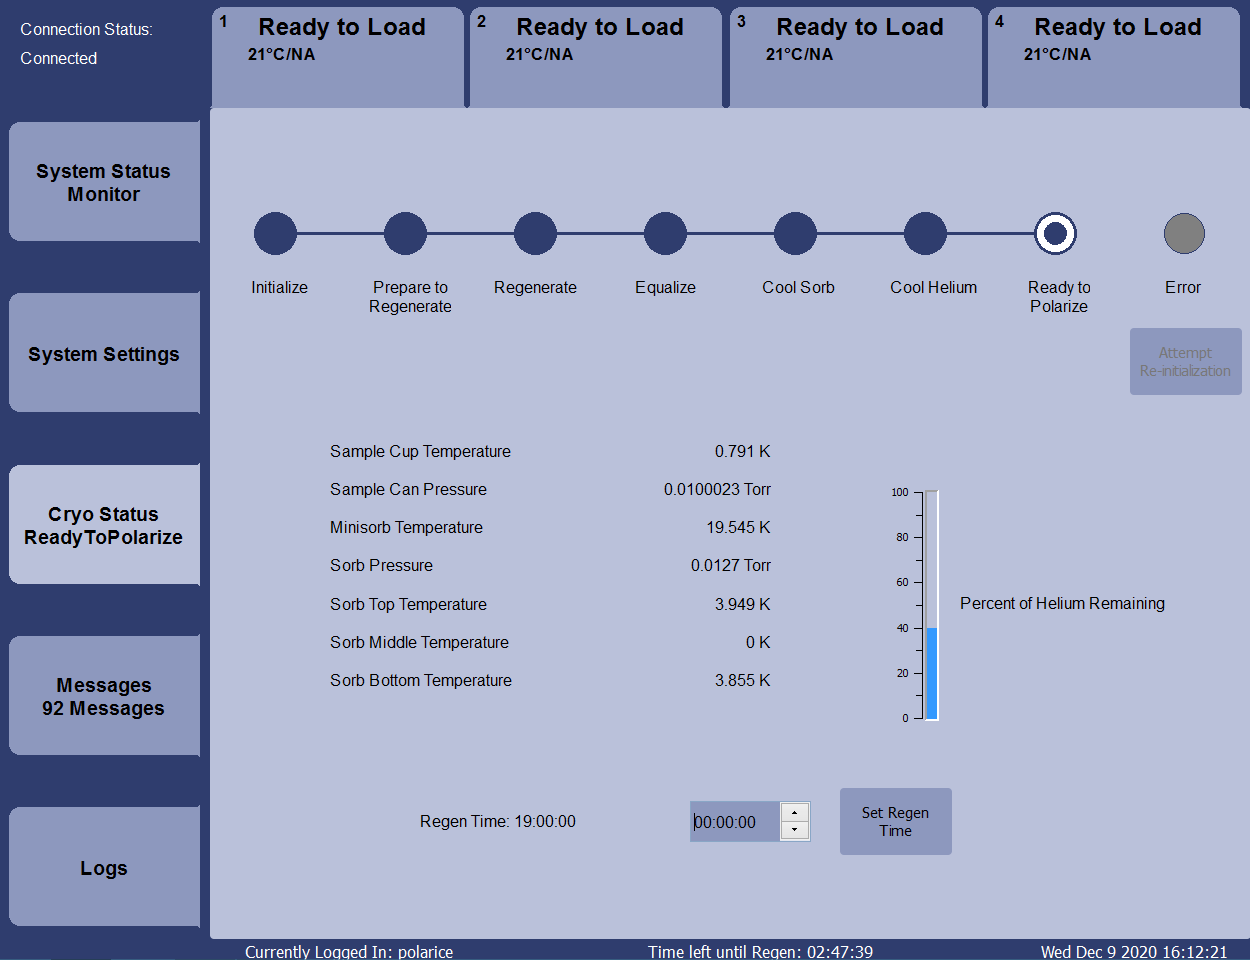 Connection Status:
Connected
1 Ready to Load
21°C/NA
2 Ready to Load
21°C/NA
3 Ready to Load
21°C/NA
4 Ready to Load
21°C/NA
System Status
Monitor
System Settings
Cryo Status
ReadyToPolarize
Messages
92 Messages
Logs
Initialize
Prepare to
Regenerate
Regenerate
Equalize
Cool Sorb
Cool Helium
Ready to
Polarize
Error
Attempt
Re-initialization
Sample Cup Temperature 0.791 K
Sample Can Pressure 0.0100023 Torr
Minisorb Temperature 19.545 K
Sorb Pressure 0.0127 Torr
Sorb Top Temperature 3.949 K
Sorb Middle Temperature 0 K
Sorb Bottom Temperature 3.855 K
100
80
60
40
20
0
Percent of Helium Remaining
Regen Time: 19:00:00
00:00:00
Set Regen
Time
Currently Logged In: polarice
Time left until Regen: 02:47:39
Wed Dec 9 2020 16:12:21